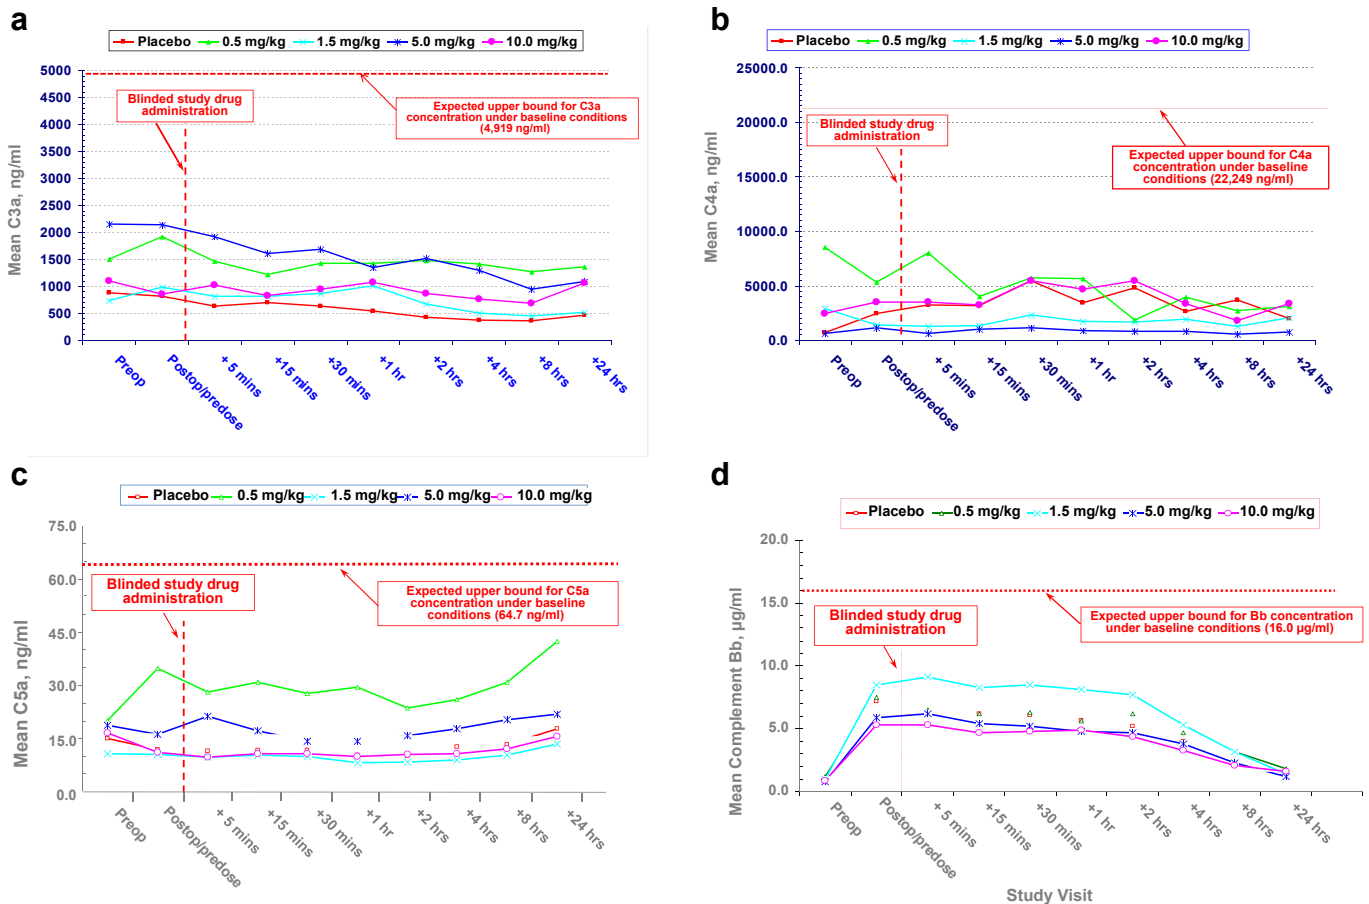 a
Placebo 0.5 mg/kg 1.5 mg/kg 5.0 mg/kg 10.0 mg/kg
Mean C3a, ng/ml
5000
4500
4000
3500
3000
2500
2000
1500
1000
500
0
Blinded study drug
administration
Expected upper bound for C3a
concentration under baseline conditions
(4,919 ng/ml)
Preop
Postop/predose
+ 5 mins
+15 mins
+30 mins
+1 hr
+2 hrs
+4 hrs
+8 hrs
+24 hrs
b
Placebo 0.5 mg/kg 1.5 mg/kg 5.0 mg/kg 10.0 mg/kg
Mean C4a, ng/ml
25000.0
20000.0
15000.0
10000.0
5000.0
0.0
Blinded study drug
administration
Expected upper bound for C4a
concentration under baseline
conditions (22,249 ng/ml)
Preop
Postop/predose
+ 5 mins
+15 mins
+30 mins
+1 hr
+2 hrs
+4 hrs
+8 hrs
+24 hrs
c
Placebo 0.5 mg/kg 1.5 mg/kg 5.0 mg/kg 10.0 mg/kg
Mean C5a, ng/ml
75.0
60.0
45.0
30.0
15.0
0.0
Blinded study drug
administration
Expected upper bound for C5a
concentration under baseline
conditions (64.7 ng/ml)
Preop
Postop/predose
+ 5 mins
+15 mins
+30 mins
+1 hr
+2 hrs
+4 hrs
+8 hrs
+24 hrs
d
Placebo 0.5 mg/kg 1.5 mg/kg 5.0 mg/kg 10.0 mg/kg
Mean Complement Bb, µg/ml
20.0
15.0
10.0
5.0
0.0
Blinded study drug
administration
Expected upper bound for Bb concentration
under baseline conditions (16.0 µg/ml)
Preop
Postop/predose
+ 5 mins
+15 mins
+30 mins
+1 hr
+2 hrs
+4 hrs
+8 hrs
+24 hrs
Study Visit